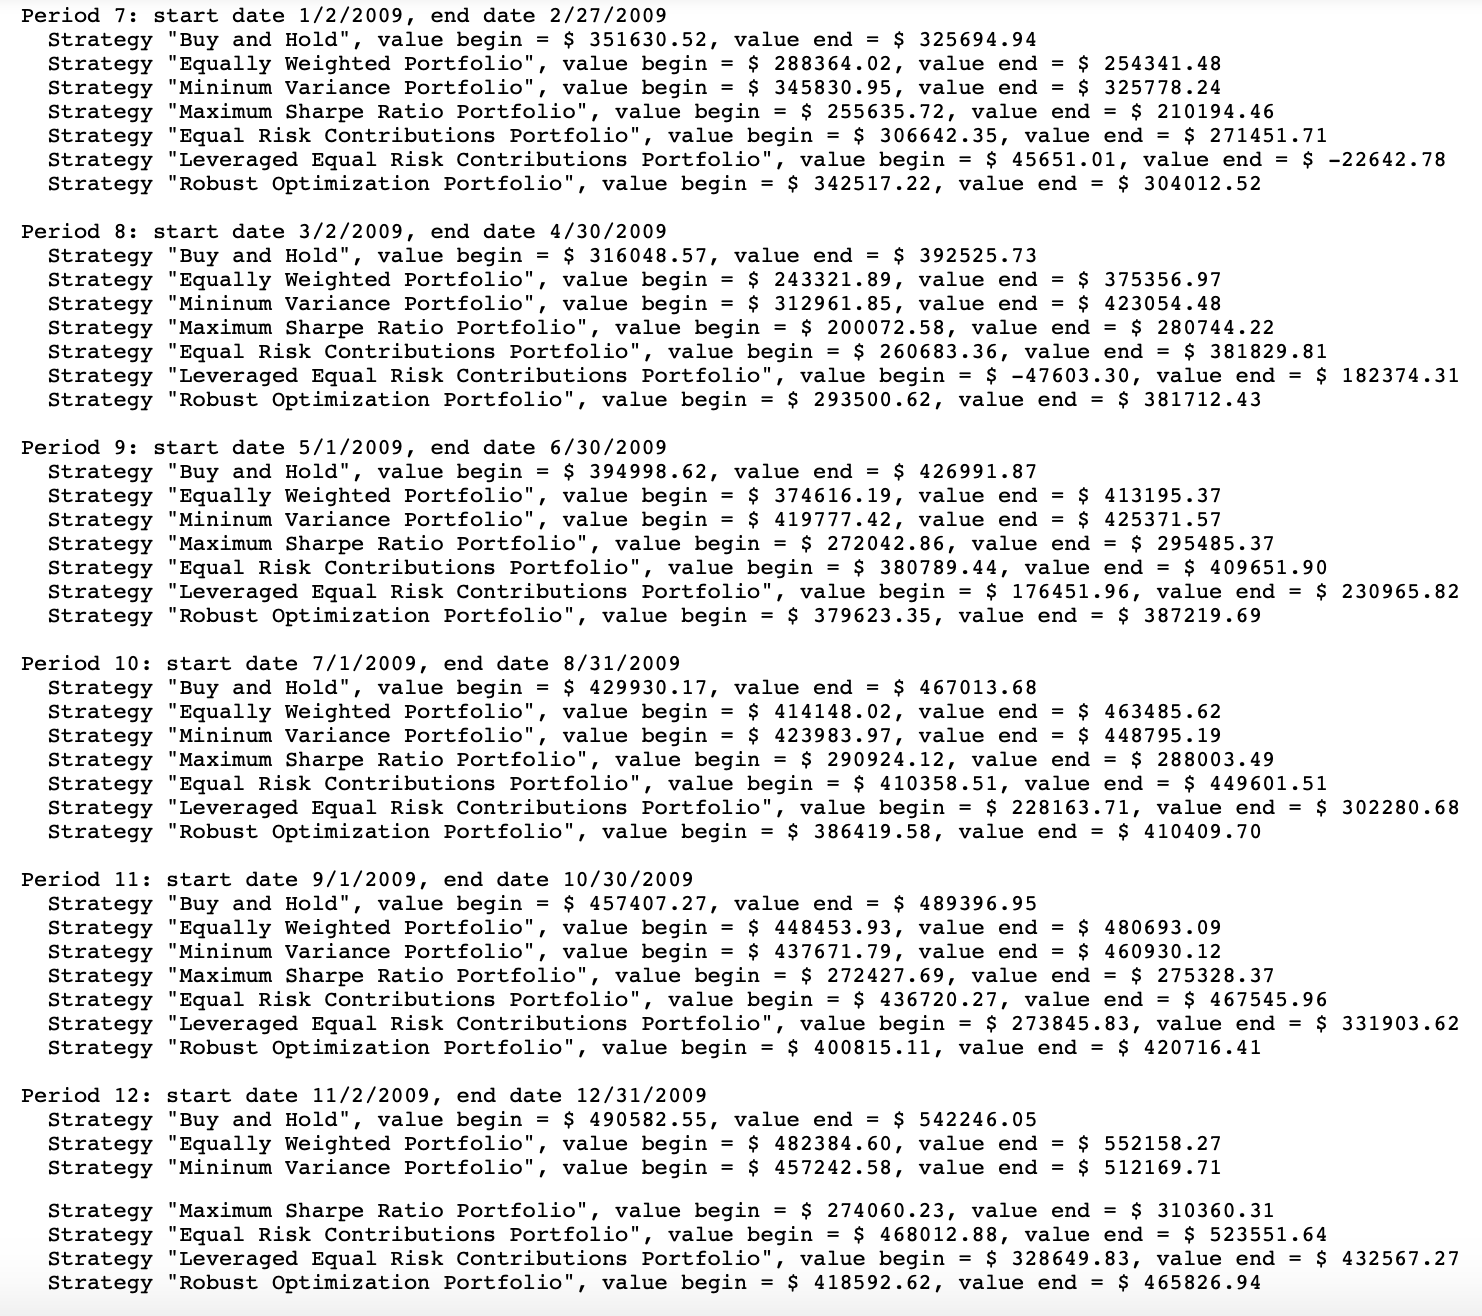 Period 7: start date 1/2/2009, end date 2/27/2009
Strategy "Buy and Hold", value begin = $ 351630.52, value end = $ 325694.94
Strategy "Equally Weighted Portfolio", value begin = $ 288364.02, value end = $ 254341.48
Strategy "Mininum Variance Portfolio", value begin = $ 345830.95, value end = $ 325778.24
Strategy "Maximum Sharpe Ratio Portfolio", value begin = $ 255635.72, value end = $ 210194.46
Strategy "Equal Risk Contributions Portfolio", value begin = $ 306642.35, value end = $ 271451.71
Strategy "Leveraged Equal Risk Contributions Portfolio", value begin = $ 45651.01, value end = $ -22642.78
Strategy "Robust Optimization Portfolio", value begin = $ 342517.22, value end = $ 304012.52
Period 8: start date 3/2/2009, end date 4/30/2009
Strategy "Buy and Hold", value begin = $ 316048.57, value end = $ 392525.73
Strategy "Equally Weighted Portfolio", value begin = $ 243321.89, value end = $ 375356.97
Strategy "Mininum Variance Portfolio", value begin = $ 312961.85, value end = $ 423054.48
Strategy "Maximum Sharpe Ratio Portfolio", value begin = $ 200072.58, value end = $ 280744.22
Strategy "Equal Risk Contributions Portfolio", value begin = $ 260683.36, value end = $ 381829.81
Strategy "Leveraged Equal Risk Contributions Portfolio", value begin = $ -47603.30, value end = $ 182374.31
Strategy "Robust Optimization Portfolio", value begin = $ 293500.62, value end = $ 381712.43
Period 9: start date 5/1/2009, end date 6/30/2009
Strategy "Buy and Hold", value begin = $ 394998.62, value end = $ 426991.87
Strategy "Equally Weighted Portfolio", value begin = $ 374616.19, value end = $ 413195.37
Strategy "Mininum Variance Portfolio", value begin = $ 419777.42, value end = $ 425371.57
Strategy "Maximum Sharpe Ratio Portfolio", value begin = $ 272042.86, value end = $ 295485.37
Strategy "Equal Risk Contributions Portfolio", value begin = $ 380789.44, value end = $ 409651.90
Strategy "Leveraged Equal Risk Contributions Portfolio", value begin = $ 176451.96, value end = $ 230965.82
Strategy "Robust Optimization Portfolio", value begin = $ 379623.35, value end = $ 387219.69
Period 10: start date 7/1/2009, end date 8/31/2009
Strategy "Buy and Hold", value begin = $ 429930.17, value end = $ 467013.68
Strategy "Equally Weighted Portfolio", value begin = $ 414148.02, value end = $ 463485.62
Strategy "Mininum Variance Portfolio", value begin = $ 423983.97, value end = $ 448795.19
Strategy "Maximum Sharpe Ratio Portfolio", value begin = $ 290924.12, value end = $ 288003.49
Strategy "Equal Risk Contributions Portfolio", value begin = $ 410358.51, value end = $ 449601.51
Strategy "Leveraged Equal Risk Contributions Portfolio", value begin = $ 228163.71, value end = $ 302280.68
Strategy "Robust Optimization Portfolio", value begin = $ 386419.58, value end = $ 410409.70
Period 11: start date 9/1/2009, end date 10/30/2009
Strategy "Buy and Hold", value begin = $ 457407.27, value end = $ 489396.95
Strategy "Equally Weighted Portfolio", value begin = $ 448453.93, value end = $ 480693.09
Strategy "Mininum Variance Portfolio", value begin = $ 437671.79, value end = $ 460930.12
Strategy "Maximum Sharpe Ratio Portfolio", value begin = $ 272427.69, value end = $ 275328.37
Strategy "Equal Risk Contributions Portfolio", value begin = $ 436720.27, value end = $ 467545.96
Strategy "Leveraged Equal Risk Contributions Portfolio", value begin = $ 273845.83, value end = $ 331903.62
Strategy "Robust Optimization Portfolio", value begin = $ 400815.11, value end = $ 420716.41
Period 12: start date 11/2/2009, end date 12/31/2009
Strategy "Buy and Hold", value begin = $ 490582.55, value end = $ 542246.05
Strategy "Equally Weighted Portfolio", value begin = $ 482384.60, value end = $ 552158.27
Strategy "Mininum Variance Portfolio", value begin = $ 457242.58, value end = $ 512169.71
Strategy "Maximum Sharpe Ratio Portfolio", value begin = $ 274060.23, value end = $ 310360.31
Strategy "Equal Risk Contributions Portfolio", value begin = $ 468012.88, value end = $ 523551.64
Strategy "Leveraged Equal Risk Contributions Portfolio", value begin = $ 328649.83, value end = $ 432567.27
Strategy "Robust Optimization Portfolio", value begin = $ 418592.62, value end = $ 465826.94